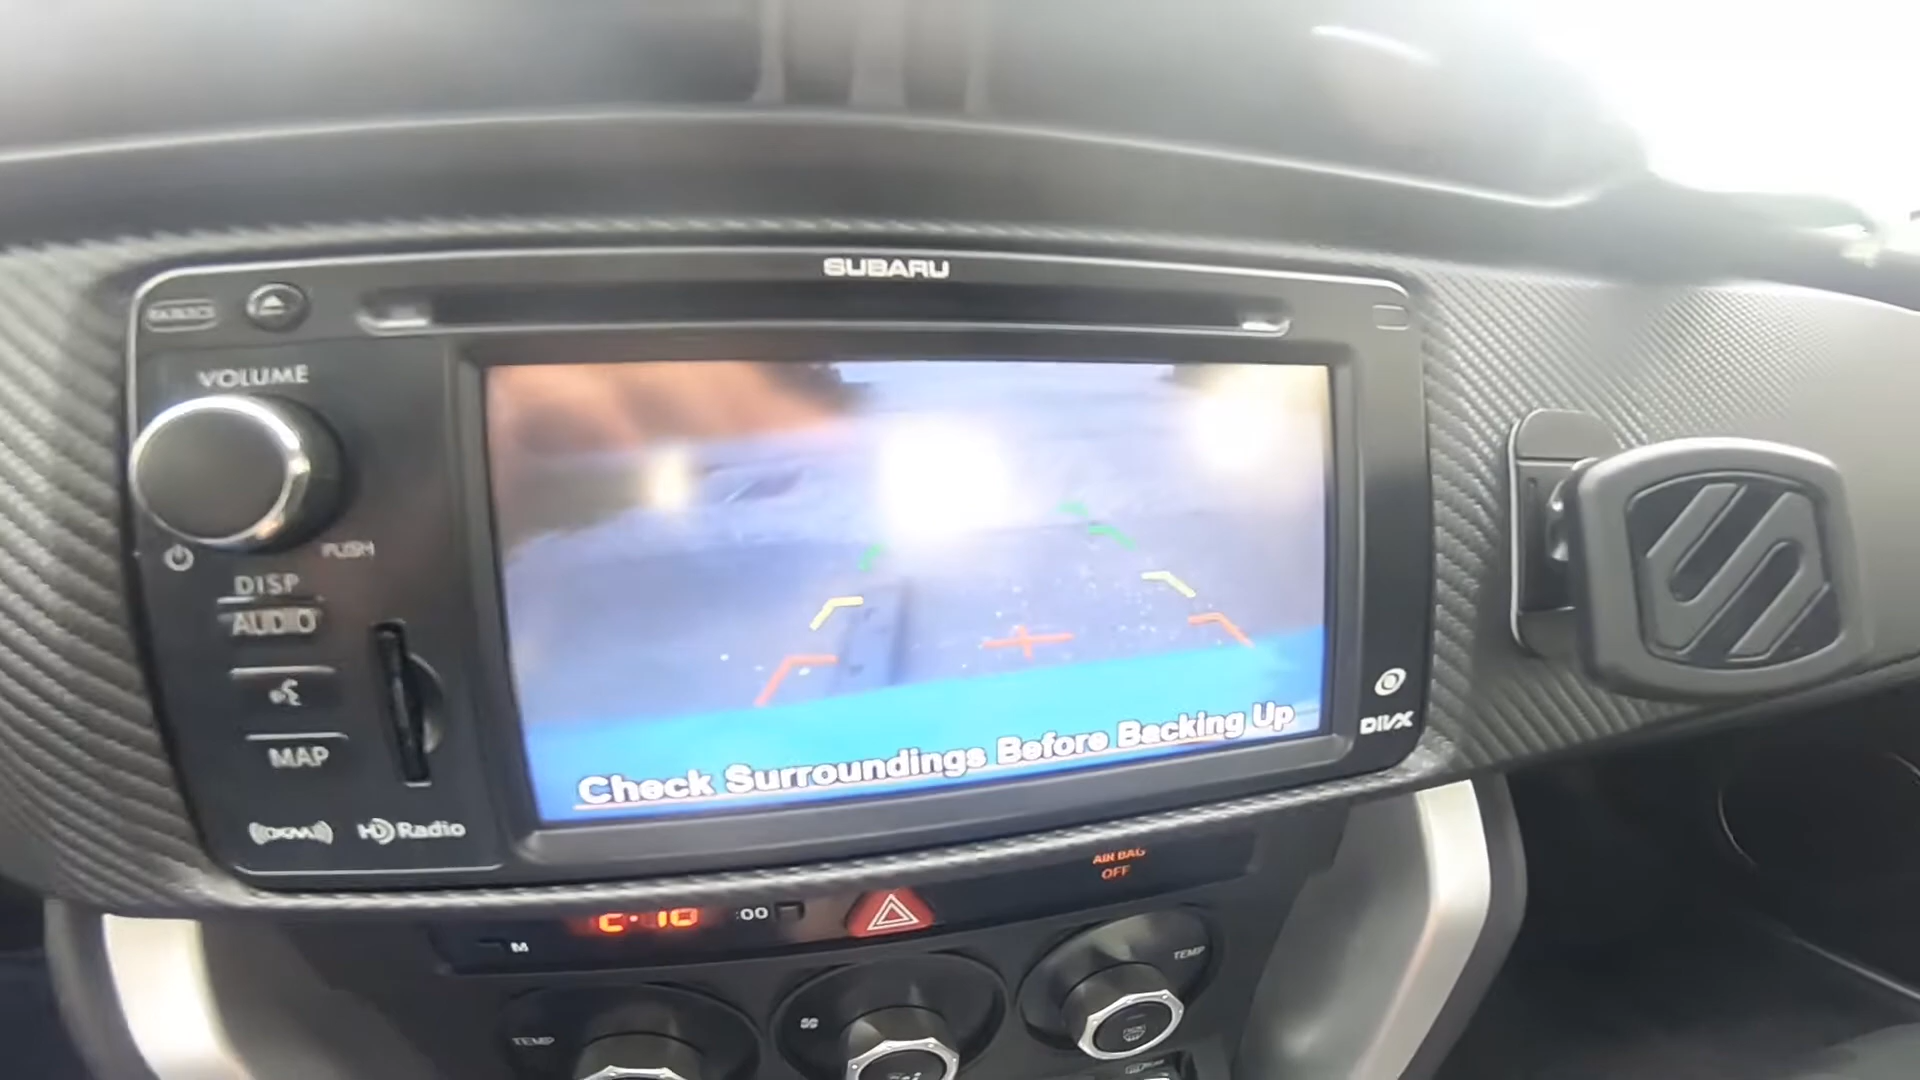 SUBARU
VOLUME
PUSH
DISP
AUDIO
MAP
HD Radio
DIVX
Check Surroundings Before Backing Up
AIR BAG
OFF
:00
M
TEMP
TEMP